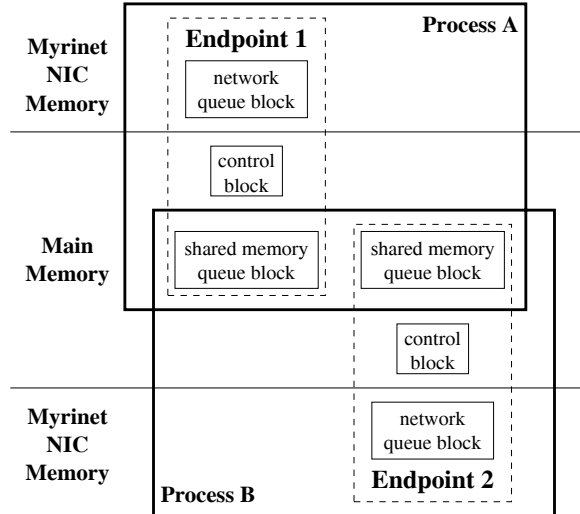 Process A
Myrinet
NIC
Memory
Endpoint 1
network
queue block
control
block
Main
Memory
shared memory
queue block
shared memory
queue block
control
block
Myrinet
NIC
Memory
network
queue block
Endpoint 2
Process B